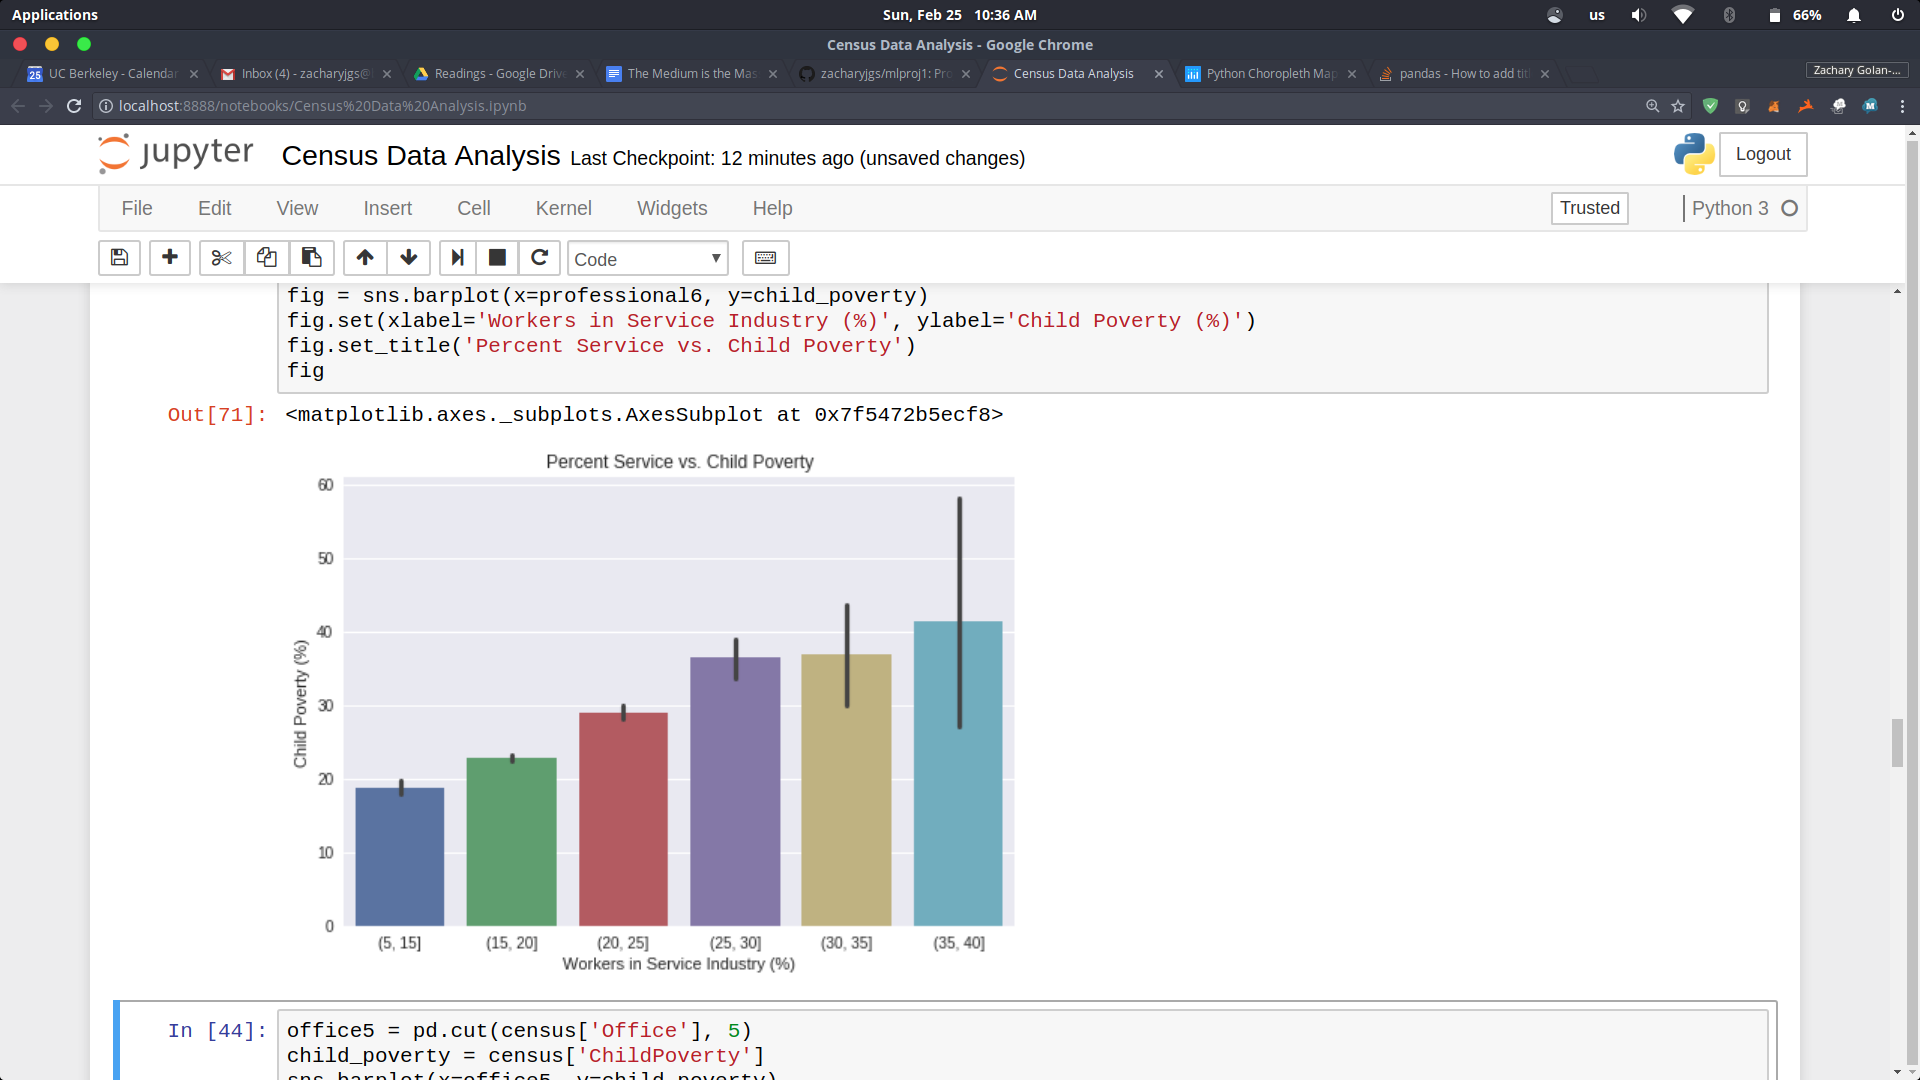 Applications
Sun, Feb 25 10:36 AM
us
66%
Census Data Analysis - Google Chrome
25 UC Berkeley - Calendar
Inbox (4) - zacharyjgs@
Readings - Google Drive
The Medium is the Mas
zacharyjgs/mlproj1: Pro
Census Data Analysis
Python Choropleth Map
pandas - How to add titl
Zachary Golan-...
localhost:8888/notebooks/Census%20Data%20Analysis.ipynb
jupyter
Census Data Analysis Last Checkpoint: 12 minutes ago (unsaved changes)
Logout
File
Edit
View
Insert
Cell
Kernel
Widgets
Help
Trusted
Python 3
Code
fig = sns.barplot(x=professional6, y=child_poverty)
fig.set(xlabel='Workers in Service Industry (%)', ylabel='Child Poverty (%)')
fig.set_title('Percent Service vs. Child Poverty')
fig
Out[71]: <matplotlib.axes._subplots.AxesSubplot at 0x7f5472b5ecf8>
Percent Service vs. Child Poverty
60
50
40
30
20
10
0
Child Poverty (%)
(5, 15]
(15, 20]
(20, 25]
(25, 30]
(30, 35]
(35, 40]
Workers in Service Industry (%)
In [44]: office5 = pd.cut(census['Office'], 5)
child_poverty = census['ChildPoverty']
sns.barplot(x=office5, y=child_poverty)